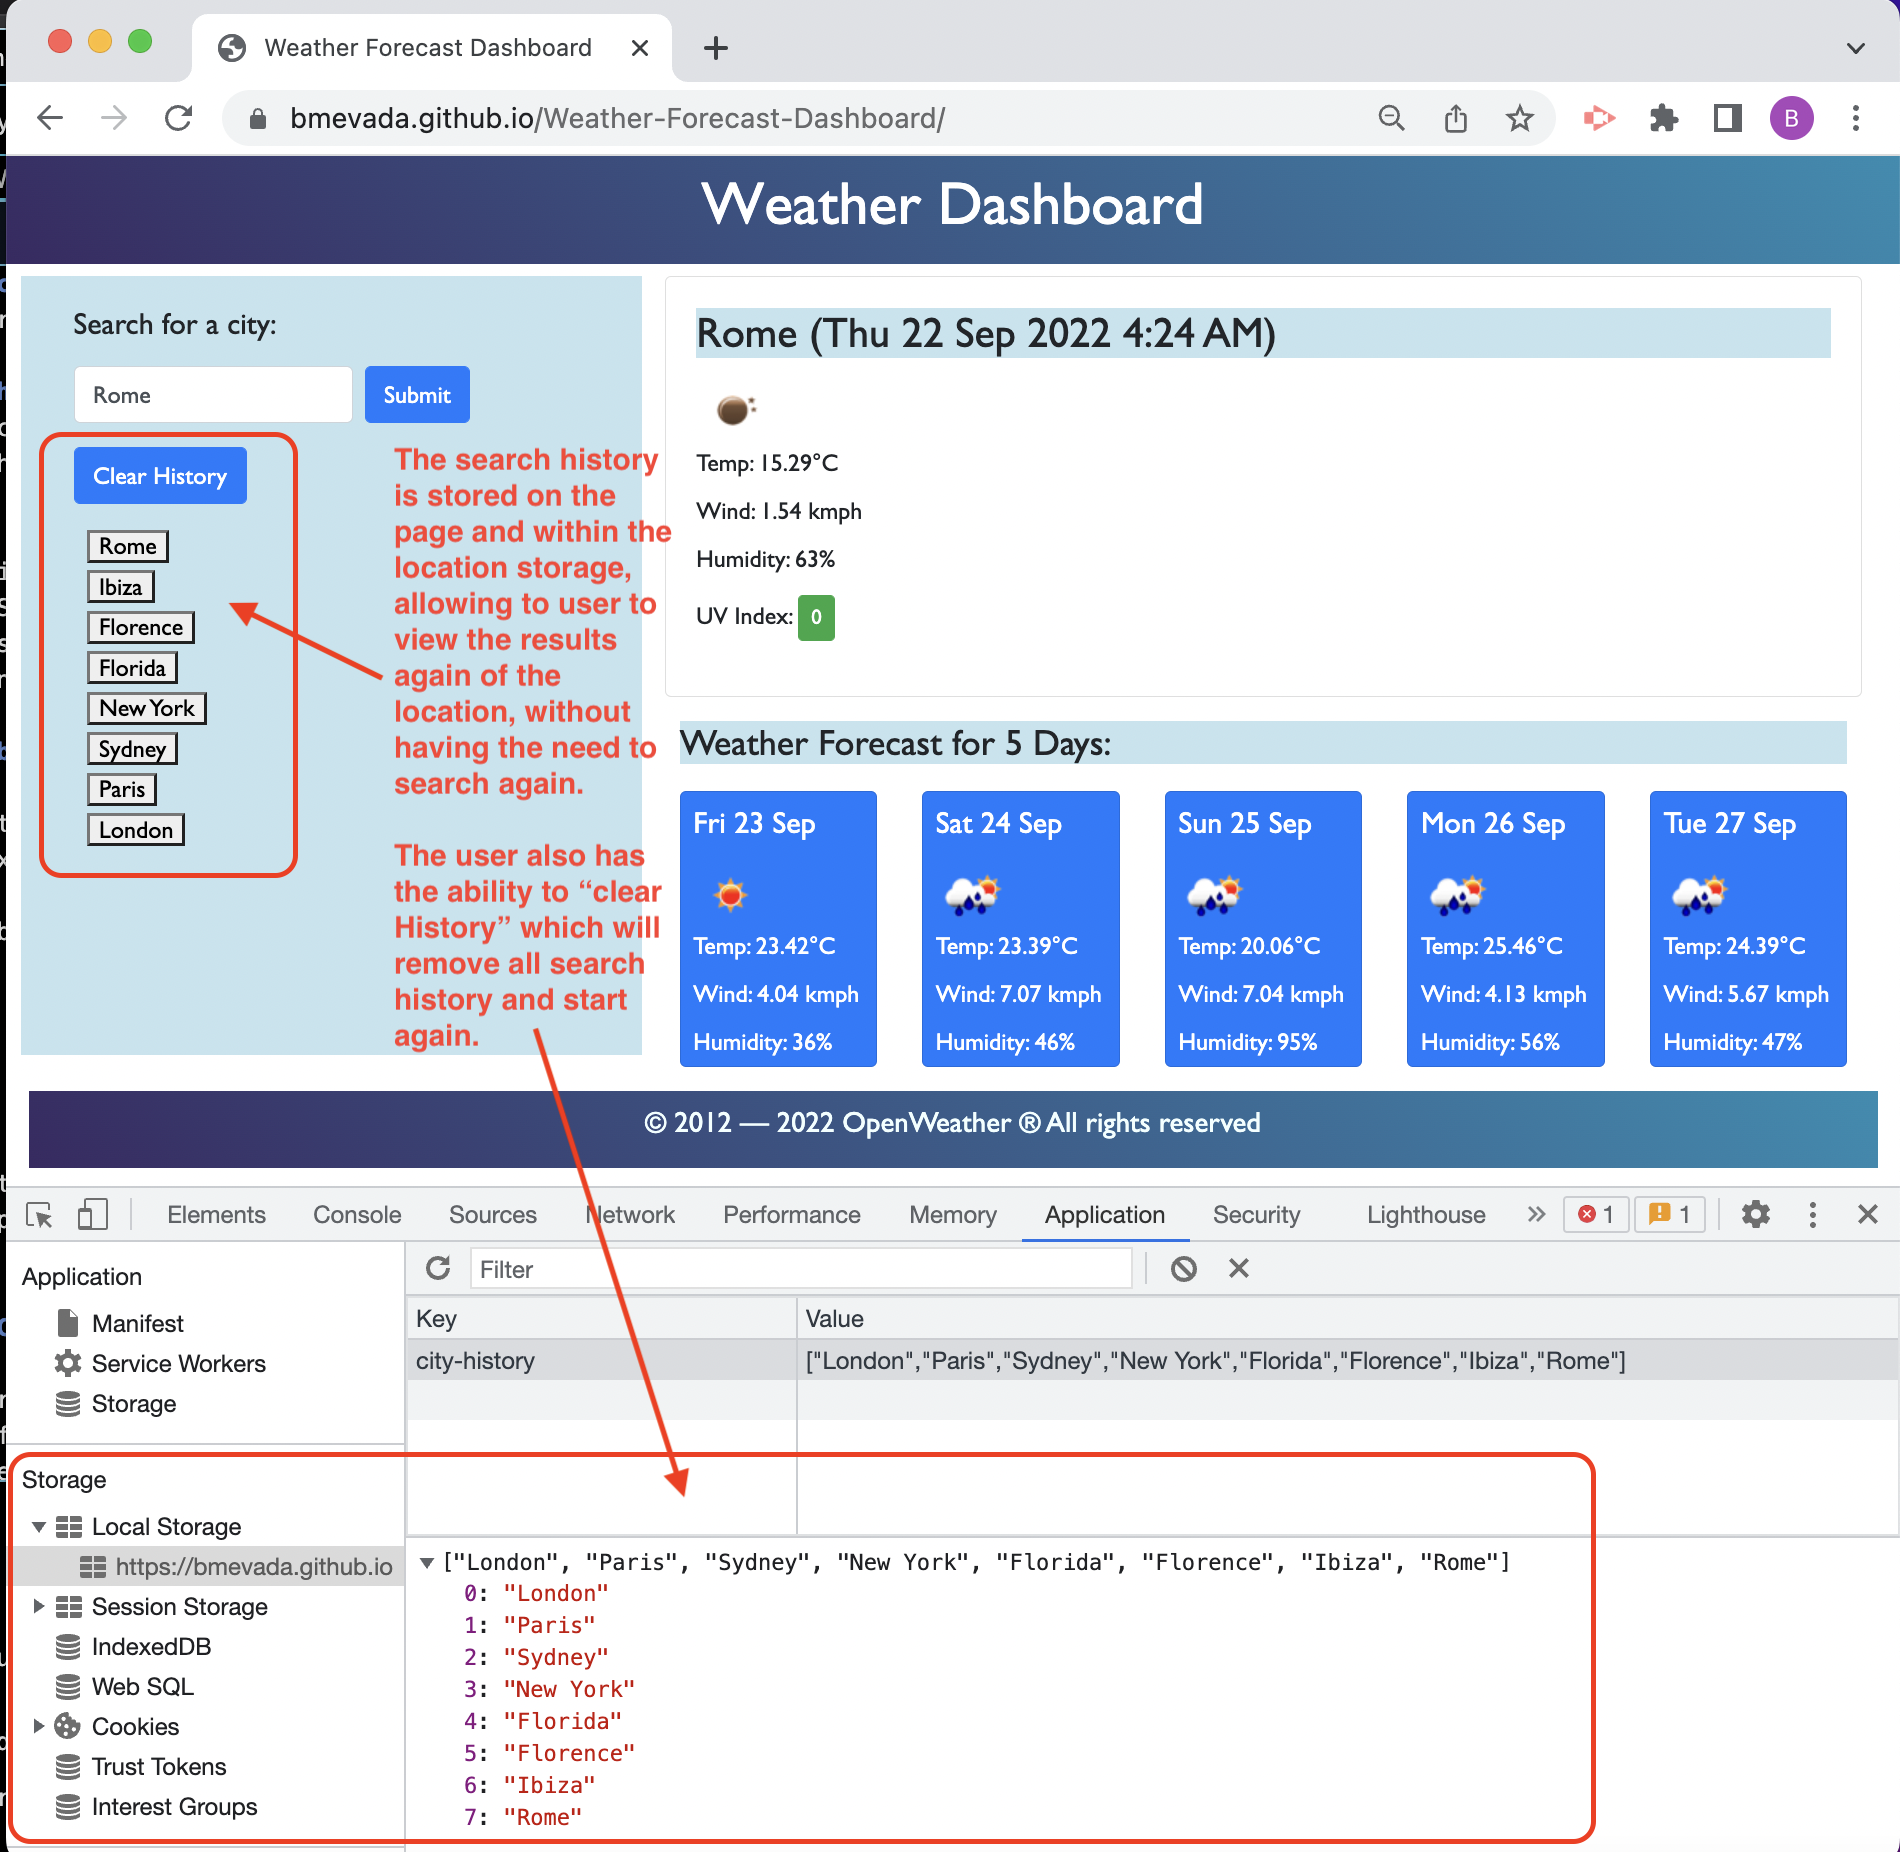 Weather Forecast Dashboard
bmevada.github.io/Weather-Forecast-Dashboard/
B
Weather Dashboard
Search for a city:
Rome
Submit
Clear History
Rome
Ibiza
Florence
Florida
New York
Sydney
Paris
London
The search history
is stored on the
page and within the
location storage,
allowing to user to
view the results
again of the
location, without
having the need to
search again.
The user also has
the ability to “clear
History” which will
remove all search
history and start
again.
Rome (Thu 22 Sep 2022 4:24 AM)
Temp: 15.29°C
Wind: 1.54 kmph
Humidity: 63%
UV Index: 0
Weather Forecast for 5 Days:
Fri 23 Sep
Temp: 23.42°C
Wind: 4.04 kmph
Humidity: 36%
Sat 24 Sep
Temp: 23.39°C
Wind: 7.07 kmph
Humidity: 46%
Sun 25 Sep
Temp: 20.06°C
Wind: 7.04 kmph
Humidity: 95%
Mon 26 Sep
Temp: 25.46°C
Wind: 4.13 kmph
Humidity: 56%
Tue 27 Sep
Temp: 24.39°C
Wind: 5.67 kmph
Humidity: 47%
© 2012 — 2022 OpenWeather ® All rights reserved
Elements Console Sources Network Performance Memory Application Security Lighthouse 1 1
Application
Manifest
Service Workers
Storage
Storage
Local Storage
https://bmevada.github.io
Session Storage
IndexedDB
Web SQL
Cookies
Trust Tokens
Interest Groups
Filter
Key Value
city-history ["London","Paris","Sydney","New York","Florida","Florence","Ibiza","Rome"]
["London", "Paris", "Sydney", "New York", "Florida", "Florence", "Ibiza", "Rome"]
0: "London"
1: "Paris"
2: "Sydney"
3: "New York"
4: "Florida"
5: "Florence"
6: "Ibiza"
7: "Rome"